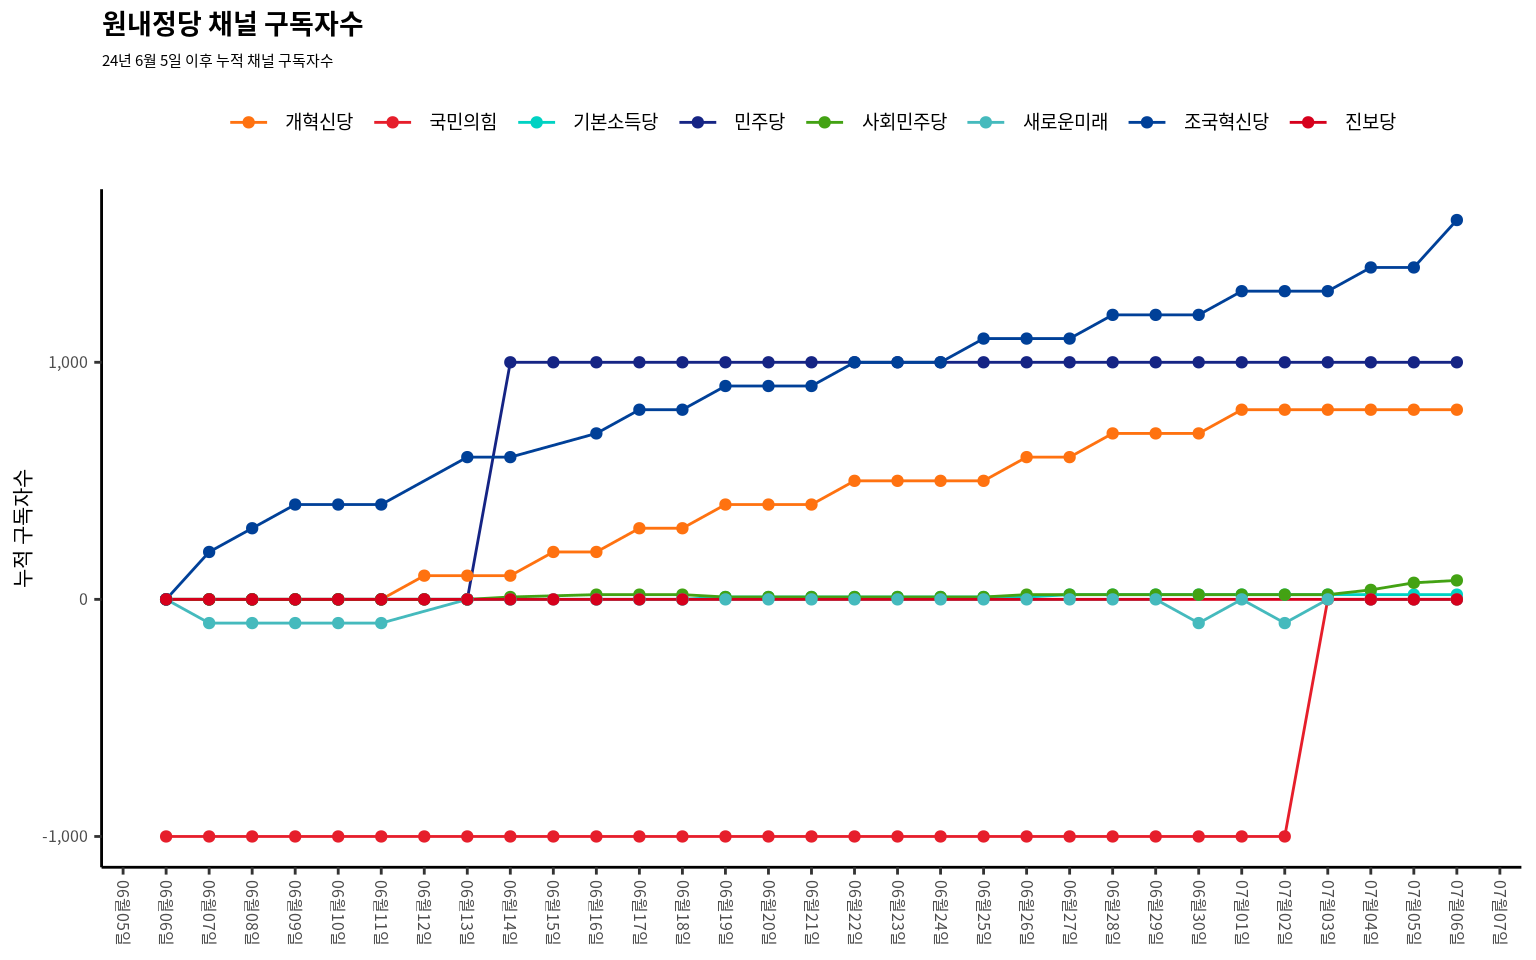 원내정당 채널 구독자수
24년 6월 5일 이후 누적 채널 구독자수
개혁신당 국민의힘 기본소득당 민주당 사회민주당 새로운미래 조국혁신당 진보당
누적 구독자수
1,000
0
-1,000
06월05일 06월06일 06월07일 06월08일 06월09일 06월10일 06월11일 06월12일 06월13일 06월14일 06월15일 06월16일 06월17일 06월18일 06월19일 06월20일 06월21일 06월22일 06월23일 06월24일 06월25일 06월26일 06월27일 06월28일 06월29일 06월30일 07월01일 07월02일 07월03일 07월04일 07월05일 07월06일 07월07일